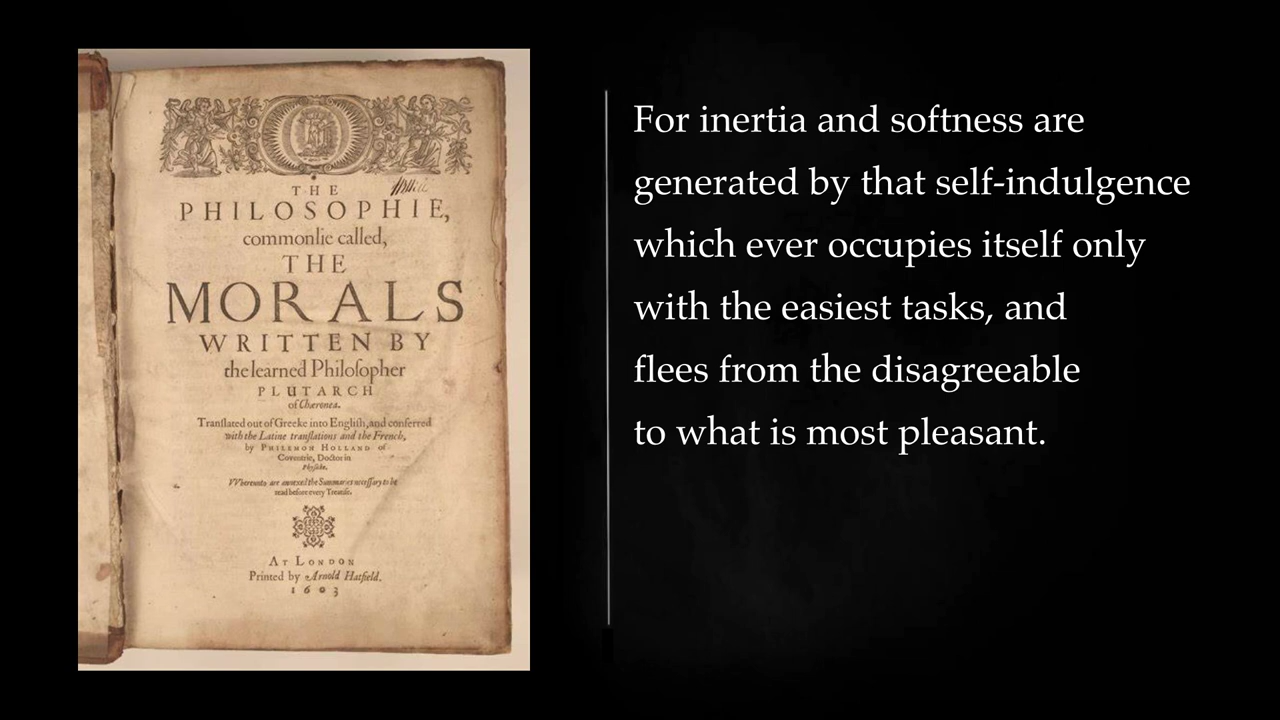 THE
PHILOSOPHIE,
commonlie called,
THE
MORALS
WRITTEN BY
the learned Philoſopher
PLUTARCH
of Chæronea.
Tranſlated out of Greeke into Engliſh, and conferred
with the Latine tranſlations and the French,
by PHILEMON HOLLAND of
Coventrie, Doctor in
Phyſicke.
VVhereunto are annexed the Summaries neceſſary to be
read before every Treatiſe.
AT LONDON
Printed by Arnold Hatfield.
1603
For inertia and softness are
generated by that self-indulgence
which ever occupies itself only
with the easiest tasks, and
flees from the disagreeable
to what is most pleasant.